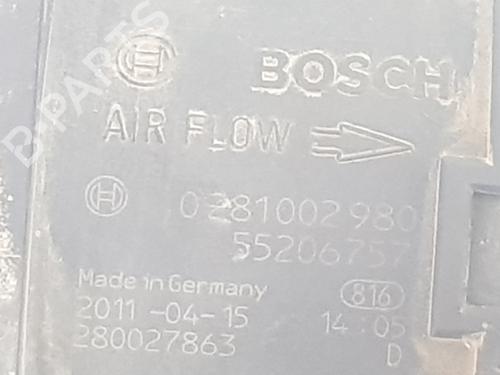 BOSCH
AIR FLOW
0281002980
55206757
Made in Germany 816
2011-04-15 14:05
280027863 D
B-PARTS